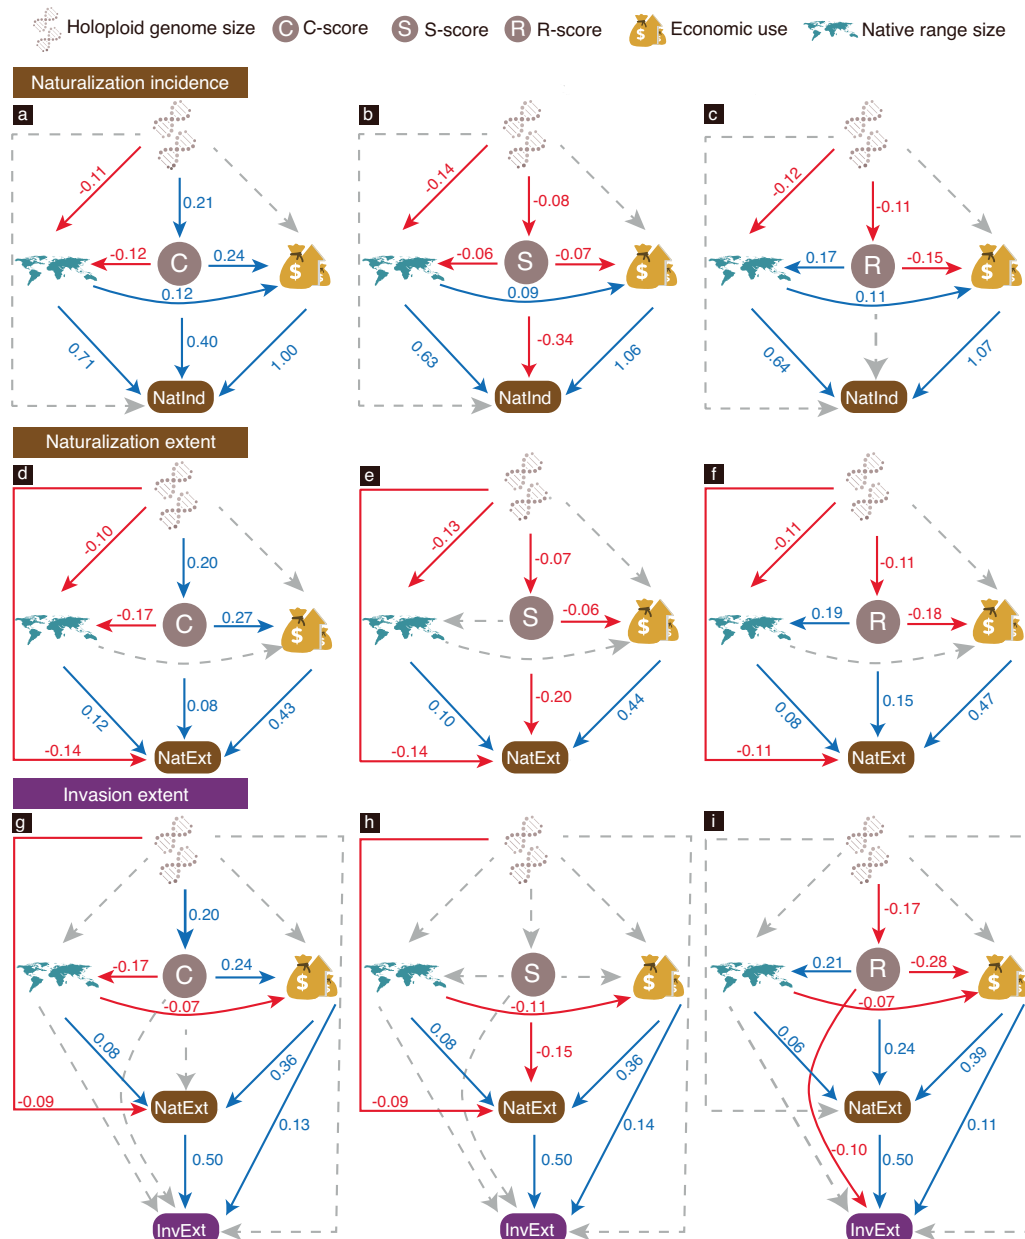 Holoploid genome size C C-score S S-score R R-score $ $ Economic use Native range size
Naturalization incidence
a b c
-0.11 -0.14 -0.12
0.21 -0.08 -0.11
-0.12 C 0.24 $ -0.06 S -0.07 $ 0.17 R -0.15 $
0.12 0.09 0.11
0.71 0.40 1.00 0.63 -0.34 1.06 0.64 1.07
NatInd NatInd NatInd
Naturalization extent
d e f
-0.10 -0.13 -0.11
0.20 -0.07 -0.11
-0.17 C 0.27 $ S -0.06 $ 0.19 R -0.18 $
0.12 0.08 0.43 0.10 -0.20 0.44 0.08 0.15 0.47
-0.14 NatExt -0.14 NatExt -0.11 NatExt
Invasion extent
g h i
0.20 -0.17
-0.17 C 0.24 $ S $ 0.21 R -0.28 $
-0.07 -0.11 -0.07
0.08 0.36 0.08 -0.15 0.36 0.06 0.24 0.39
-0.09 NatExt 0.13 -0.09 NatExt 0.14 NatExt 0.11
0.50 0.50 -0.10 0.50
InvExt InvExt InvExt